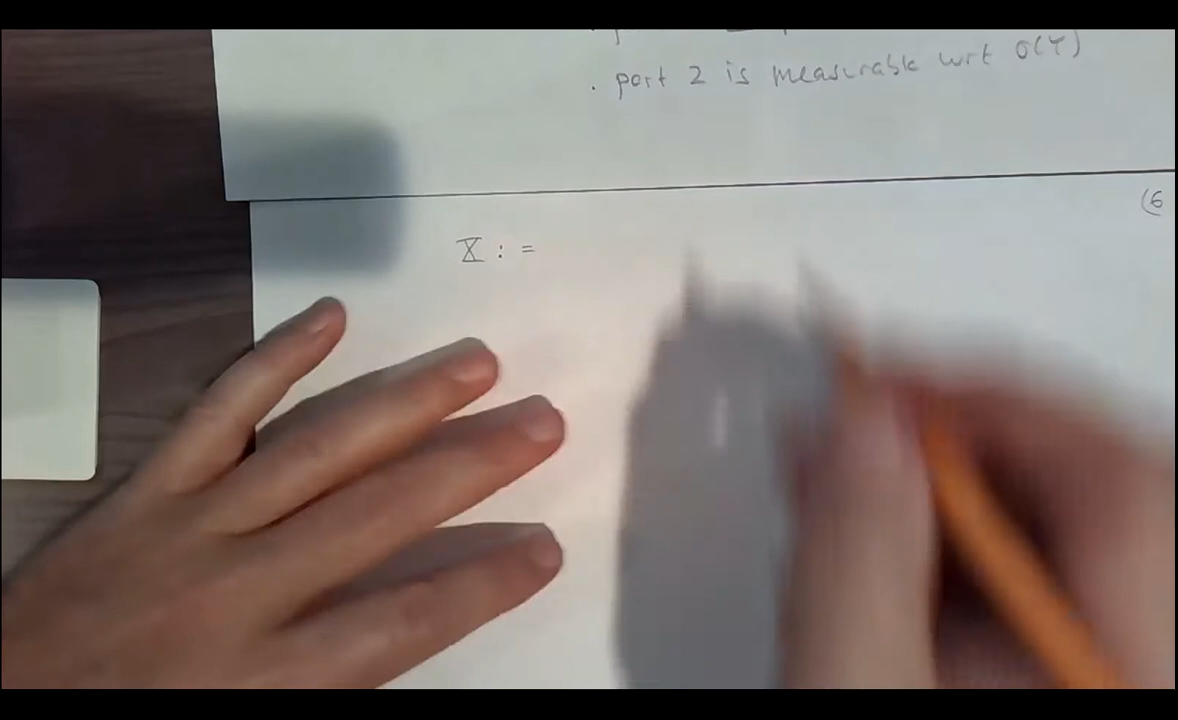 . part 2 is measurable wrt σ(Y)
(6
X : =